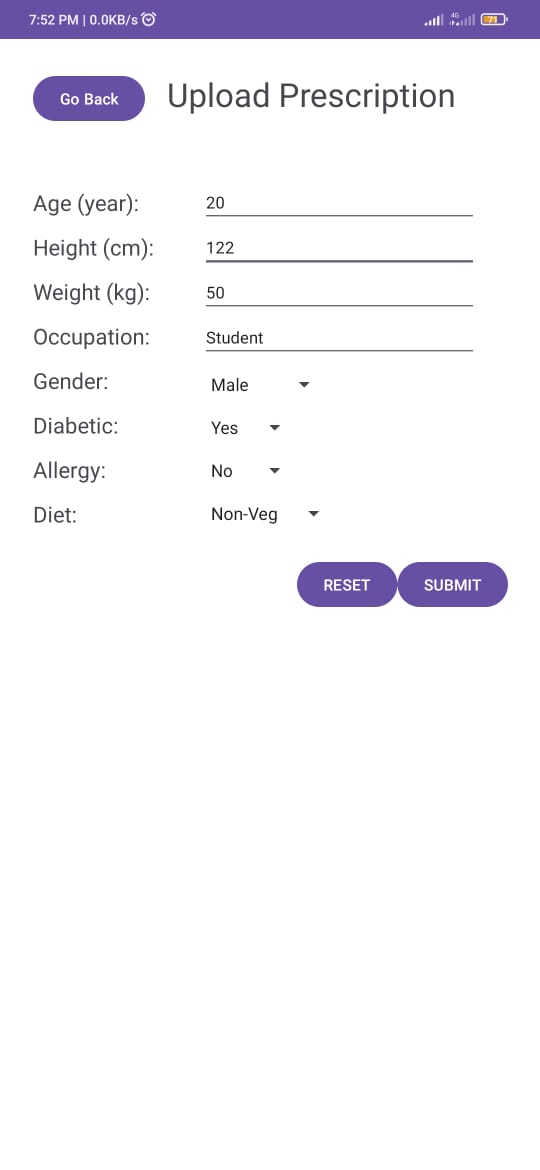 7:52 PM | 0.0KB/s 4G 71
Go Back Upload Prescription
Age (year): 20
Height (cm): 122
Weight (kg): 50
Occupation: Student
Gender: Male
Diabetic: Yes
Allergy: No
Diet: Non-Veg
RESET SUBMIT